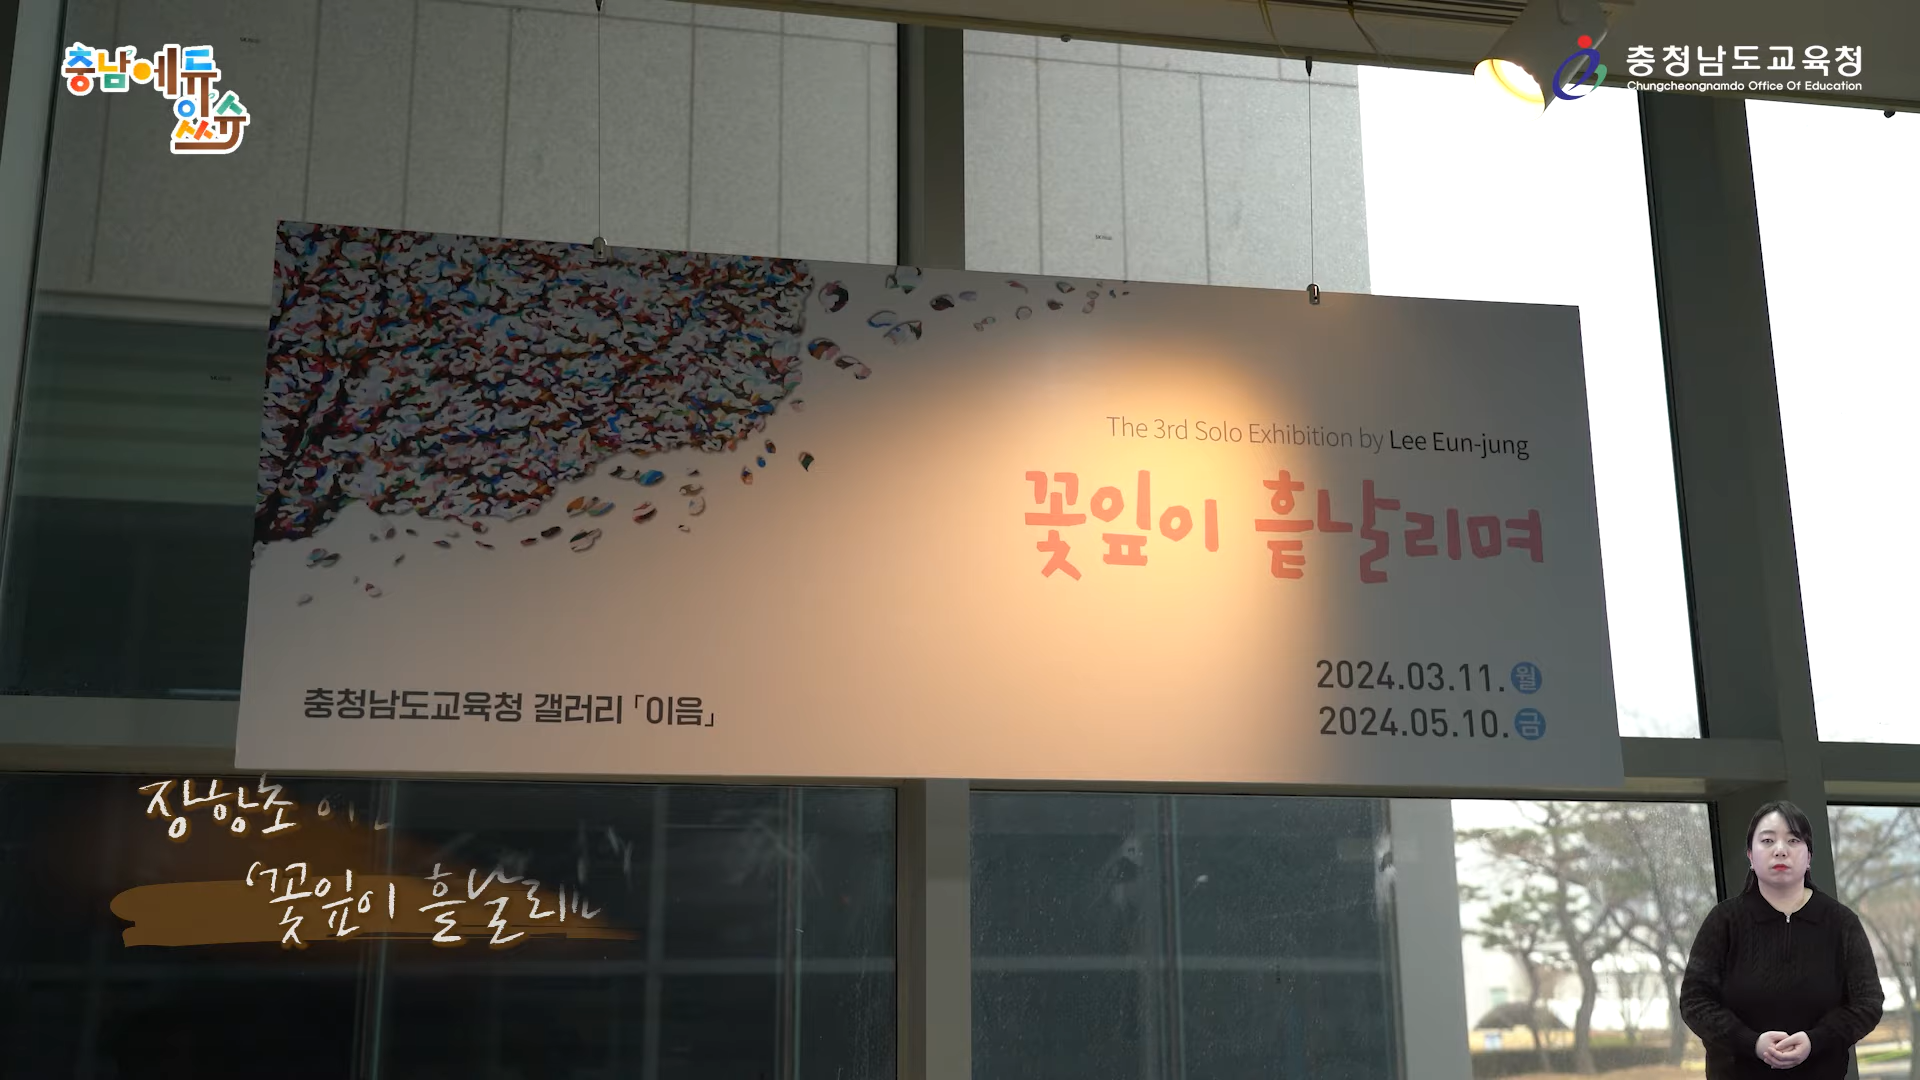 충남에듀
이쓔
충청남도교육청
Chungcheongnamdo Office Of Education
The 3rd Solo Exhibition by Lee Eun-jung
꽃잎이 흩날리며
2024.03.11. 월
2024.05.10. 금
충청남도교육청 갤러리 「이음」
장항초
'꽃잎이 흩날리